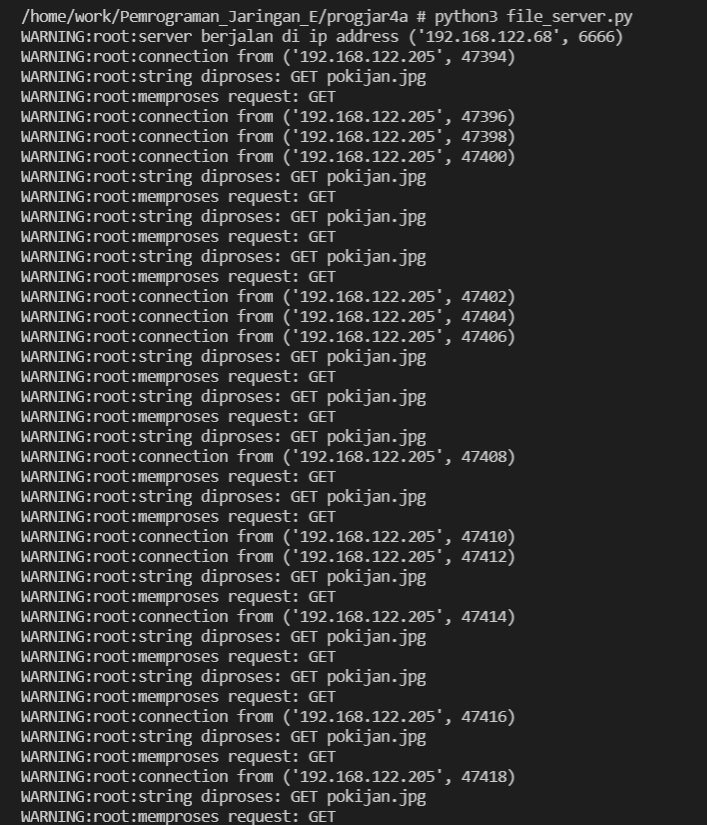 /home/work/Pemrograman_Jaringan_E/progjar4a # python3 file_server.py
WARNING:root:server berjalan di ip address ('192.168.122.68', 6666)
WARNING:root:connection from ('192.168.122.205', 47394)
WARNING:root:string diproses: GET pokijan.jpg
WARNING:root:memproses request: GET
WARNING:root:connection from ('192.168.122.205', 47396)
WARNING:root:connection from ('192.168.122.205', 47398)
WARNING:root:connection from ('192.168.122.205', 47400)
WARNING:root:string diproses: GET pokijan.jpg
WARNING:root:memproses request: GET
WARNING:root:string diproses: GET pokijan.jpg
WARNING:root:memproses request: GET
WARNING:root:string diproses: GET pokijan.jpg
WARNING:root:memproses request: GET
WARNING:root:connection from ('192.168.122.205', 47402)
WARNING:root:connection from ('192.168.122.205', 47404)
WARNING:root:connection from ('192.168.122.205', 47406)
WARNING:root:string diproses: GET pokijan.jpg
WARNING:root:memproses request: GET
WARNING:root:string diproses: GET pokijan.jpg
WARNING:root:memproses request: GET
WARNING:root:string diproses: GET pokijan.jpg
WARNING:root:connection from ('192.168.122.205', 47408)
WARNING:root:memproses request: GET
WARNING:root:string diproses: GET pokijan.jpg
WARNING:root:memproses request: GET
WARNING:root:connection from ('192.168.122.205', 47410)
WARNING:root:connection from ('192.168.122.205', 47412)
WARNING:root:string diproses: GET pokijan.jpg
WARNING:root:memproses request: GET
WARNING:root:connection from ('192.168.122.205', 47414)
WARNING:root:string diproses: GET pokijan.jpg
WARNING:root:memproses request: GET
WARNING:root:string diproses: GET pokijan.jpg
WARNING:root:memproses request: GET
WARNING:root:connection from ('192.168.122.205', 47416)
WARNING:root:string diproses: GET pokijan.jpg
WARNING:root:memproses request: GET
WARNING:root:connection from ('192.168.122.205', 47418)
WARNING:root:string diproses: GET pokijan.jpg
WARNING:root:memproses request: GET